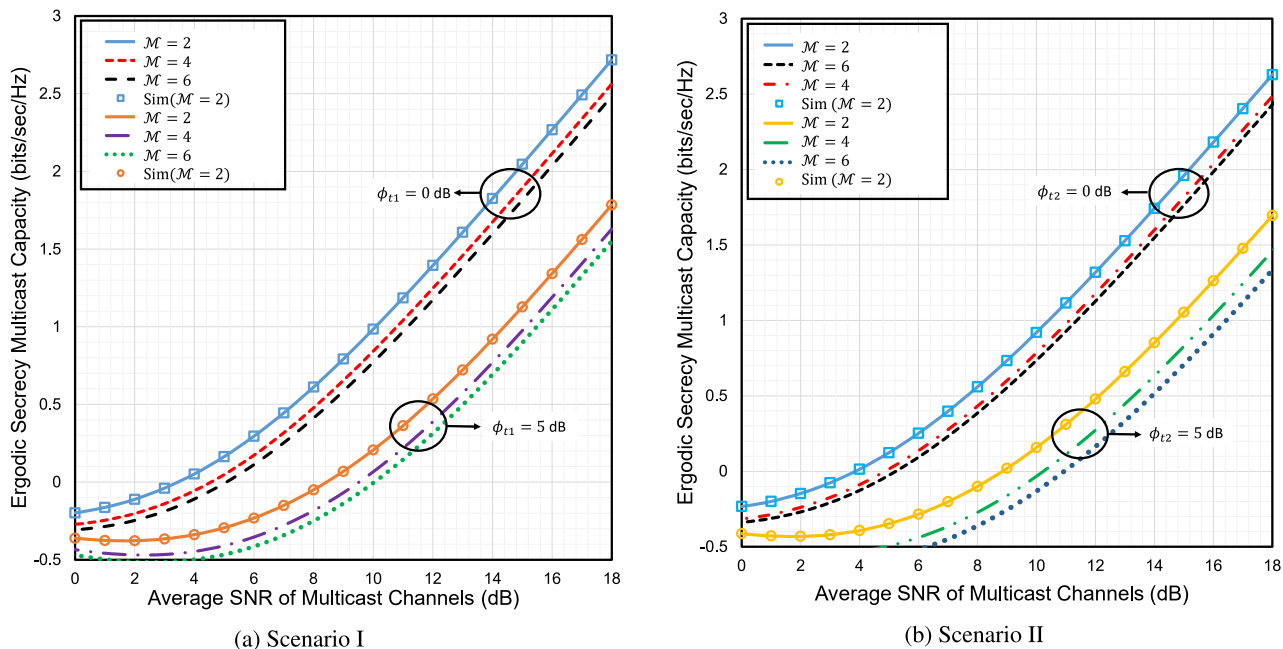 3
2.5
2
1.5
1
0.5
0
-0.5
Ergodic Secrecy Multicast Capacity (bits/sec/Hz)
ℳ = 2
ℳ = 4
ℳ = 6
Sim(ℳ = 2)
ℳ = 2
ℳ = 4
ℳ = 6
Sim(ℳ = 2)
ϕt1 = 0 dB
ϕt1 = 5 dB
0 2 4 6 8 10 12 14 16 18
Average SNR of Multicast Channels (dB)
(a) Scenario I
3
2.5
2
1.5
1
0.5
0
-0.5
Ergodic Secrecy Multicast Capacity (bits/sec/Hz)
ℳ = 2
ℳ = 6
ℳ = 4
Sim (ℳ = 2)
ℳ = 2
ℳ = 4
ℳ = 6
Sim (ℳ = 2)
ϕt2 = 0 dB
ϕt2 = 5 dB
0 2 4 6 8 10 12 14 16 18
Average SNR of Multicast Channels (dB)
(b) Scenario II